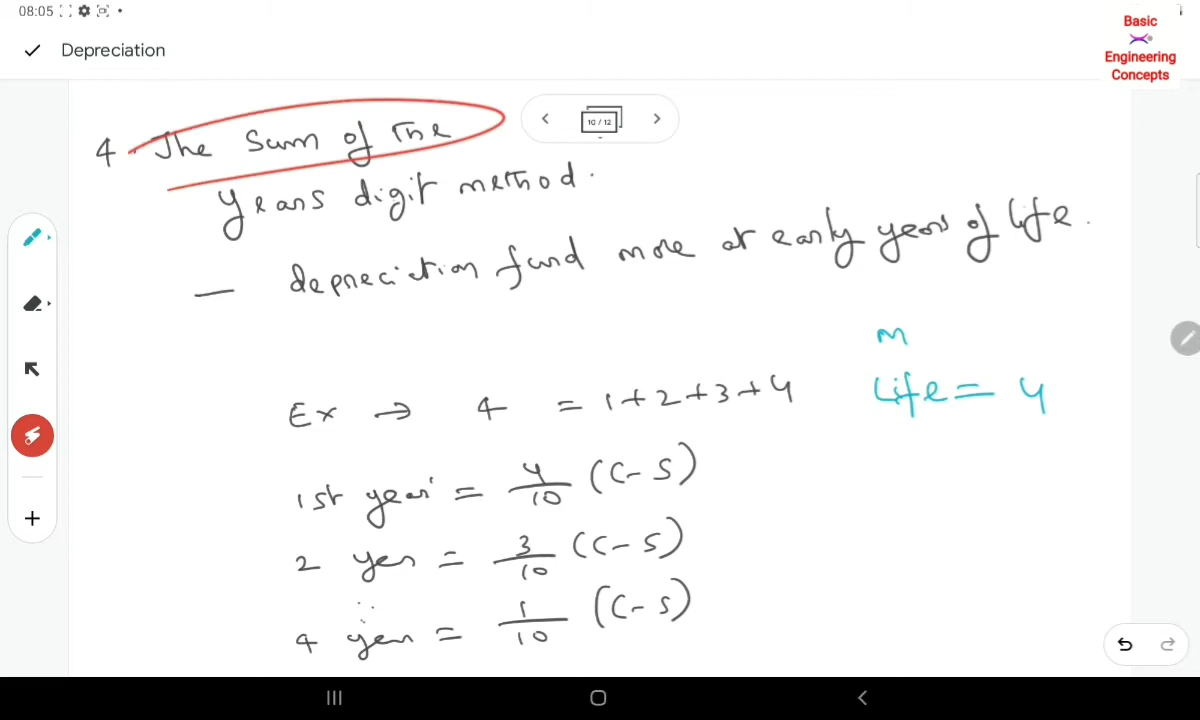 08:05
Basic
Engineering
Concepts
Depreciation
10 / 12
4. The Sum of The
years digit method.
— depreciation fund more at early years of life.
n
Ex → 4 = 1+2+3+4 Life = 4
1st year = 4/10 (C-S)
2 year = 3/10 (C-S)
4 year = 1/10 (C-S)